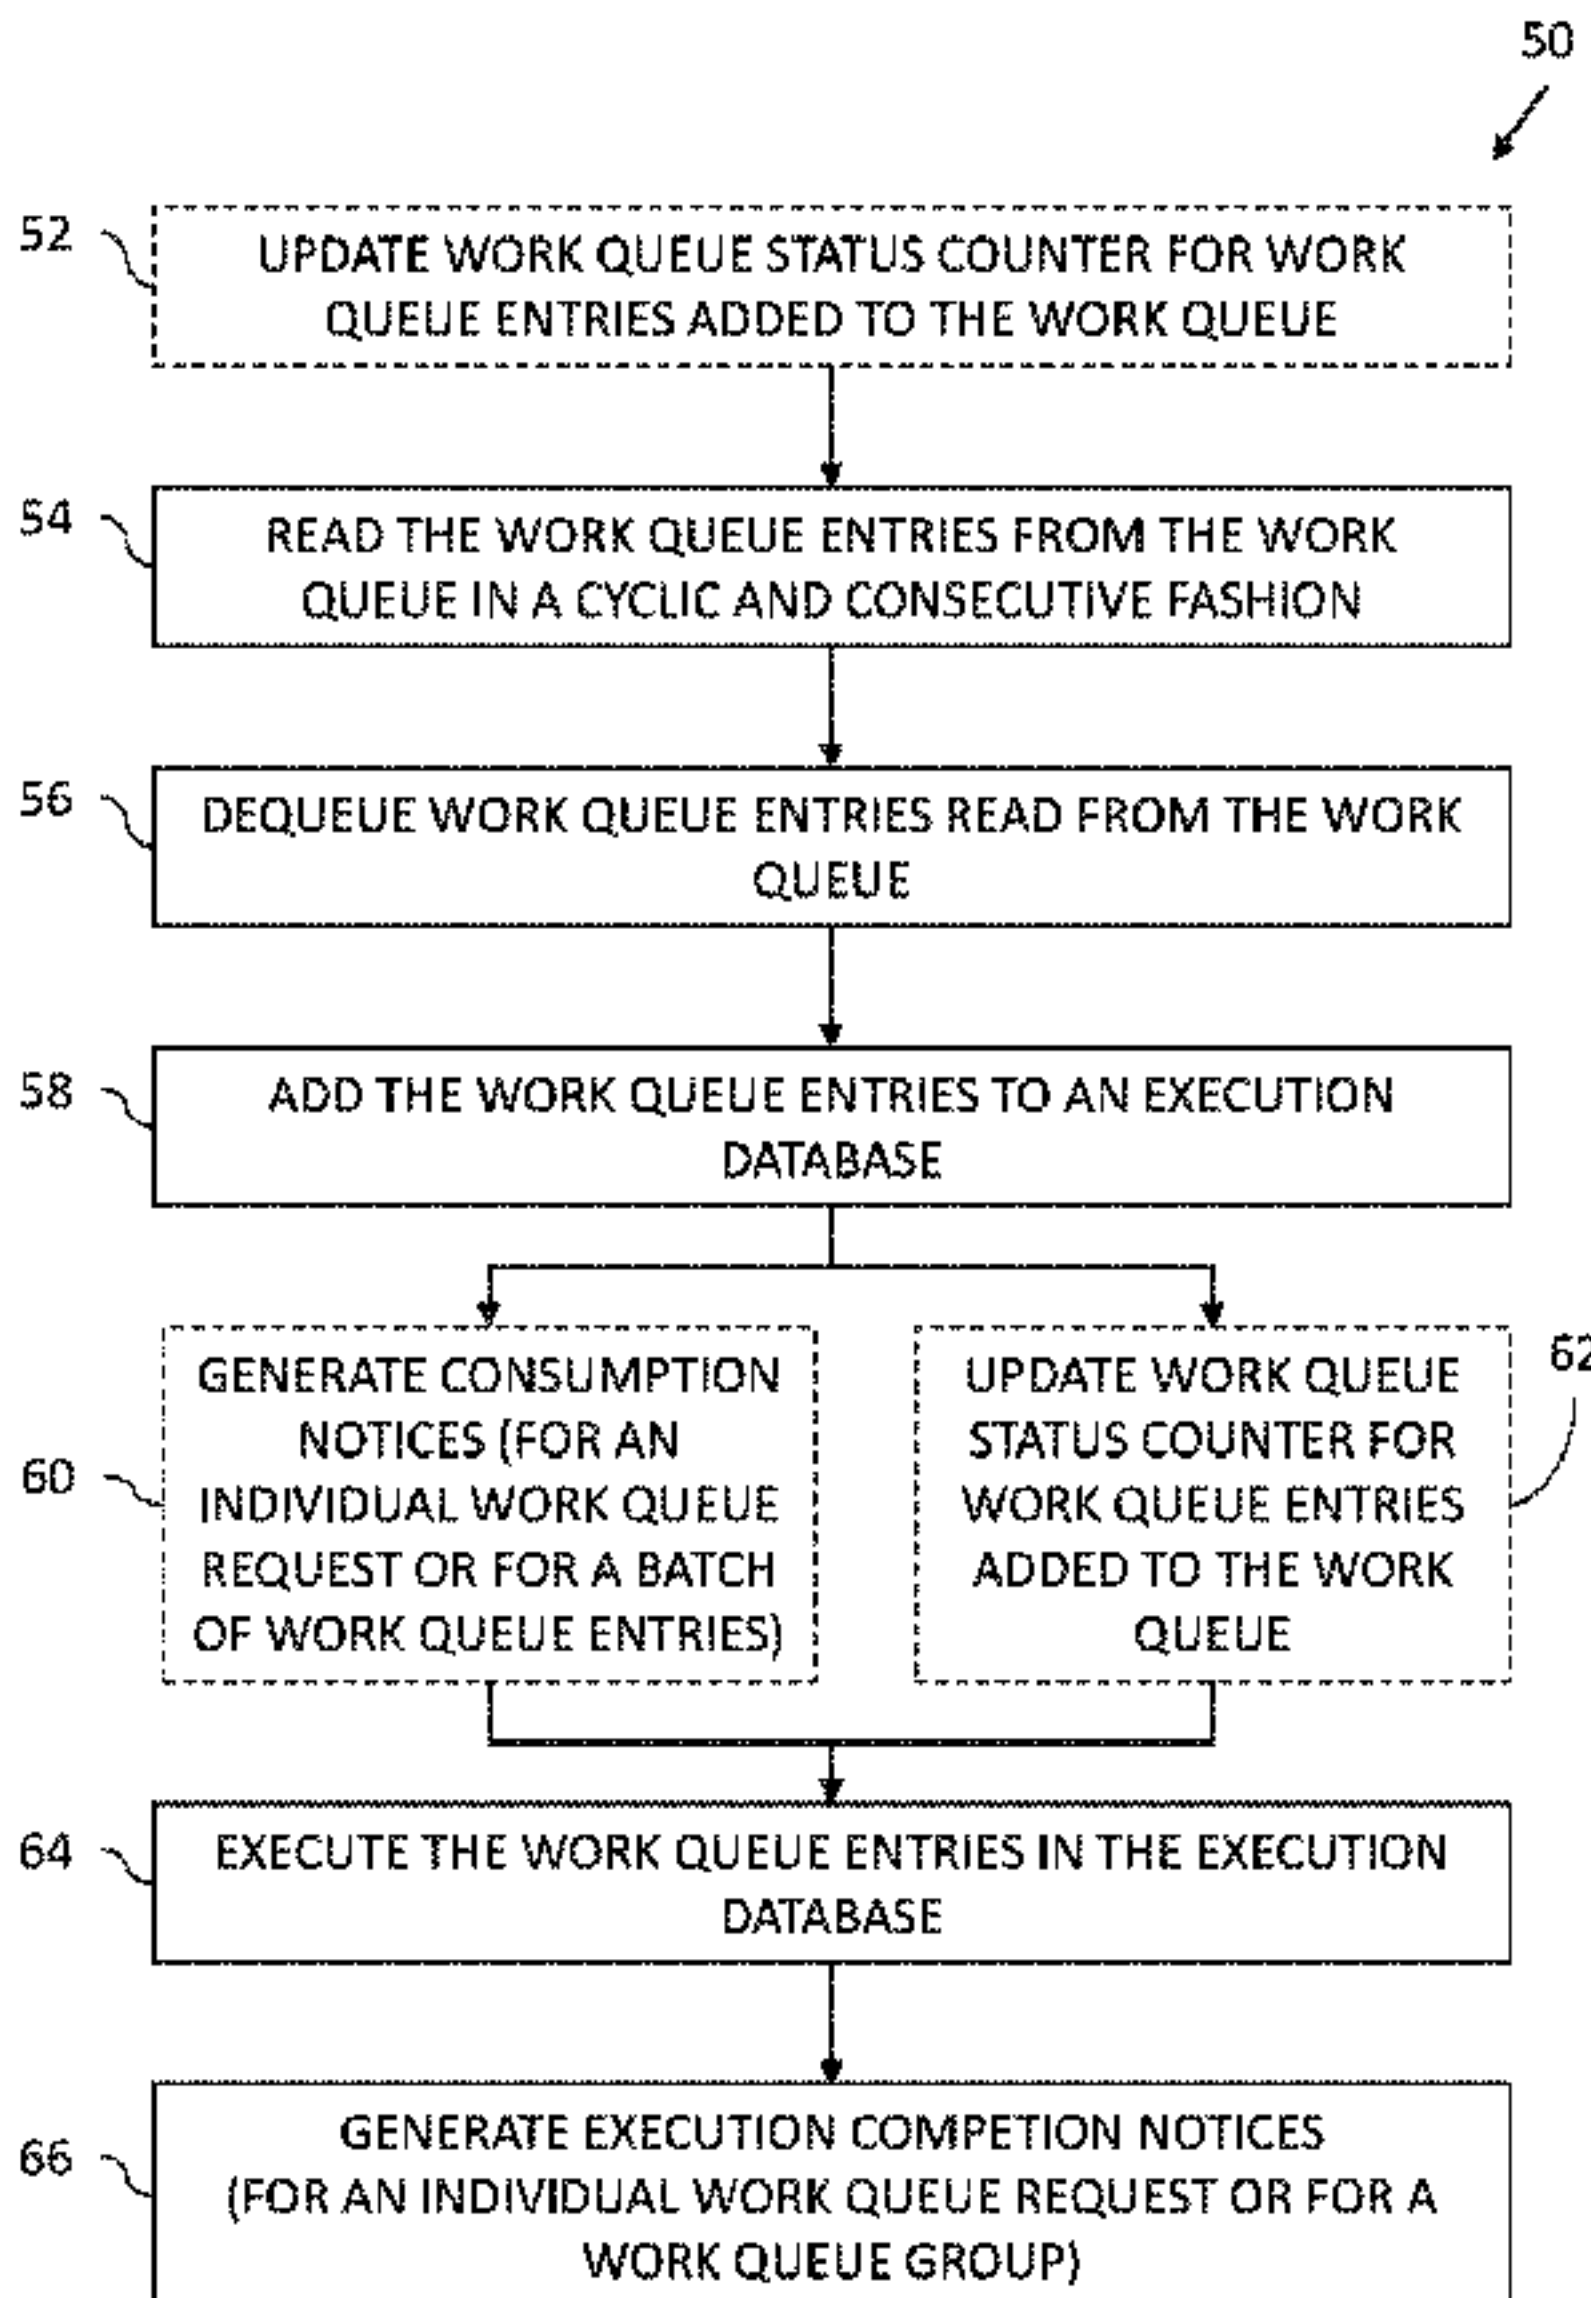 50
52
UPDATE WORK QUEUE STATUS COUNTER FOR WORK
QUEUE ENTRIES ADDED TO THE WORK QUEUE
54
READ THE WORK QUEUE ENTRIES FROM THE WORK
QUEUE IN A CYCLIC AND CONSECUTIVE FASHION
56
DEQUEUE WORK QUEUE ENTRIES READ FROM THE WORK
QUEUE
58
ADD THE WORK QUEUE ENTRIES TO AN EXECUTION
DATABASE
60
GENERATE CONSUMPTION
NOTICES (FOR AN
INDIVIDUAL WORK QUEUE
REQUEST OR FOR A BATCH
OF WORK QUEUE ENTRIES)
62
UPDATE WORK QUEUE
STATUS COUNTER FOR
WORK QUEUE ENTRIES
ADDED TO THE WORK
QUEUE
64
EXECUTE THE WORK QUEUE ENTRIES IN THE EXECUTION
DATABASE
66
GENERATE EXECUTION COMPETION NOTICES
(FOR AN INDIVIDUAL WORK QUEUE REQUEST OR FOR A
WORK QUEUE GROUP)